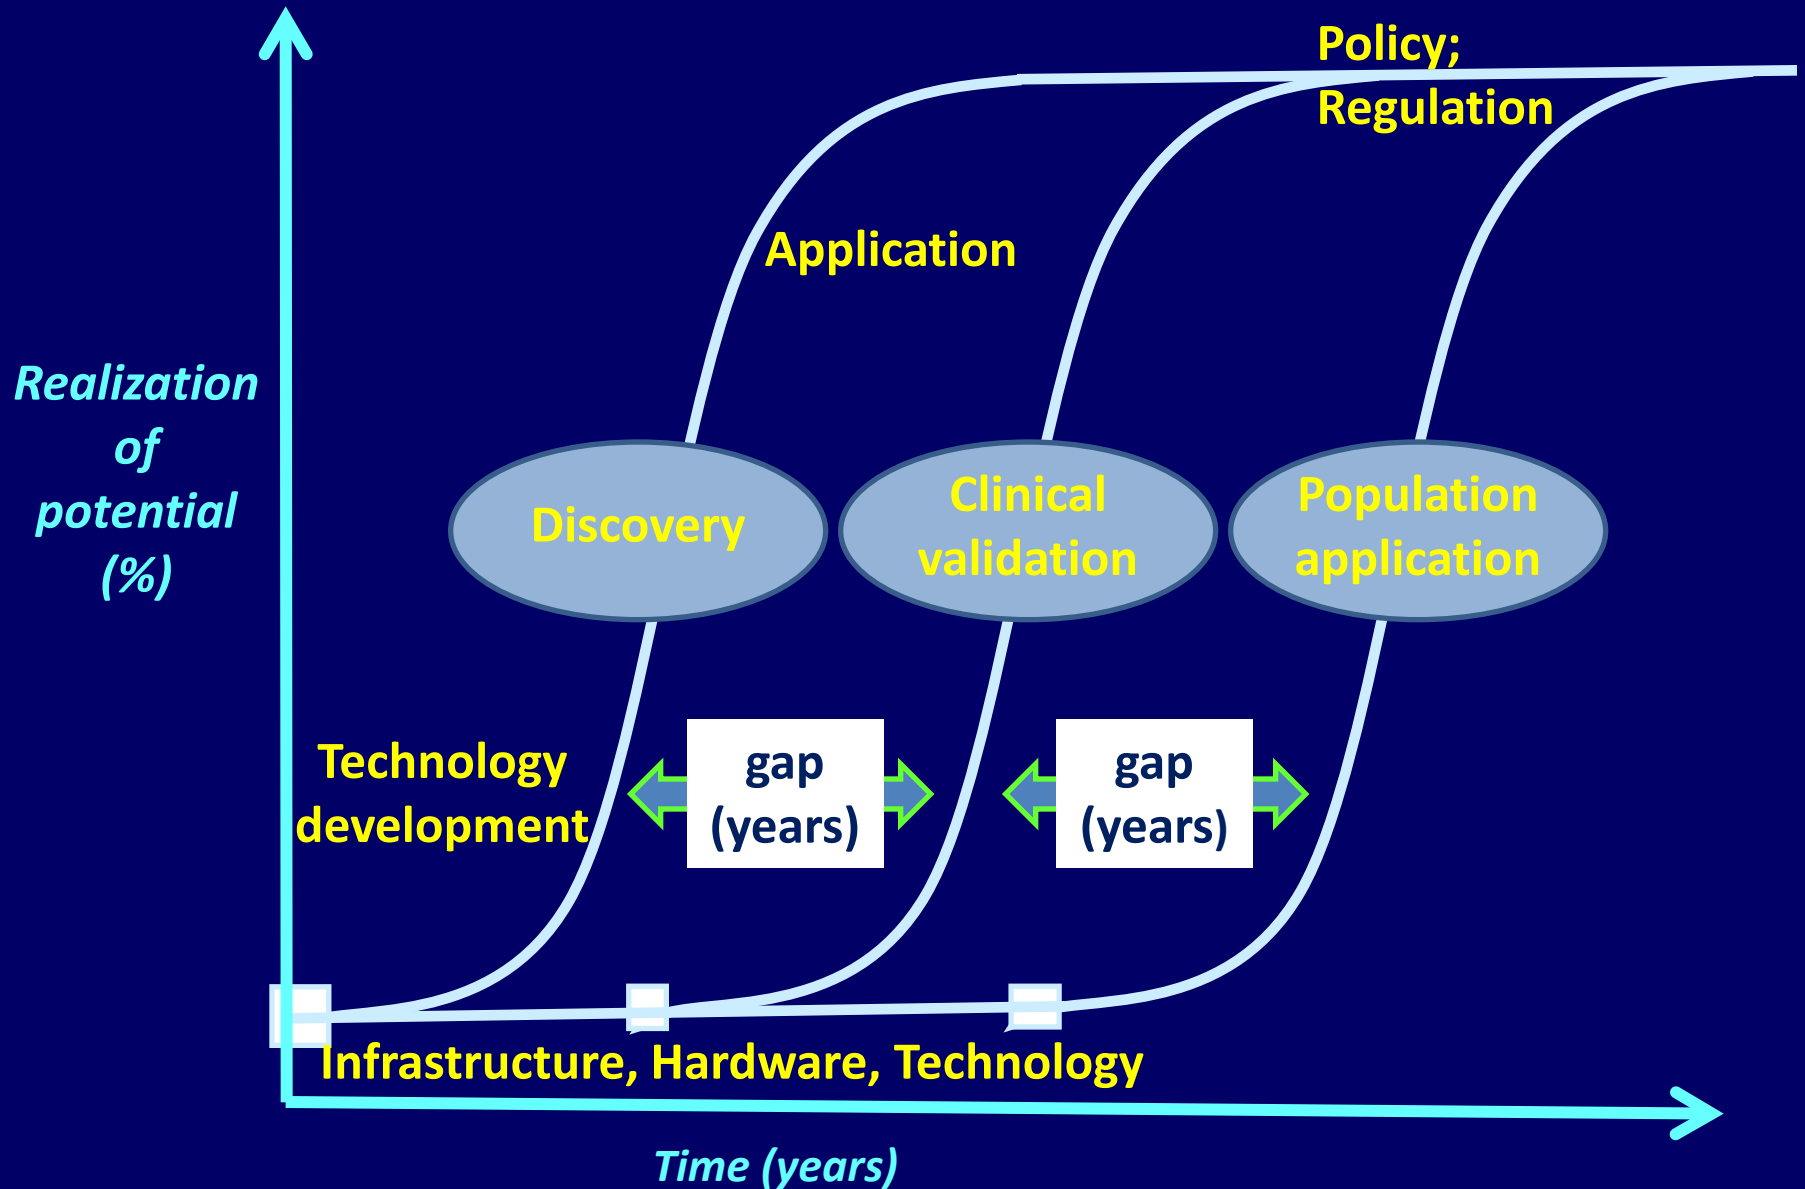 Policy;
Regulation
Application
Realization
of
potential
(%)
Discovery
Clinical
validation
Population
application
Technology
development
gap
(years)
gap
(years)
Infrastructure, Hardware, Technology
Time (years)